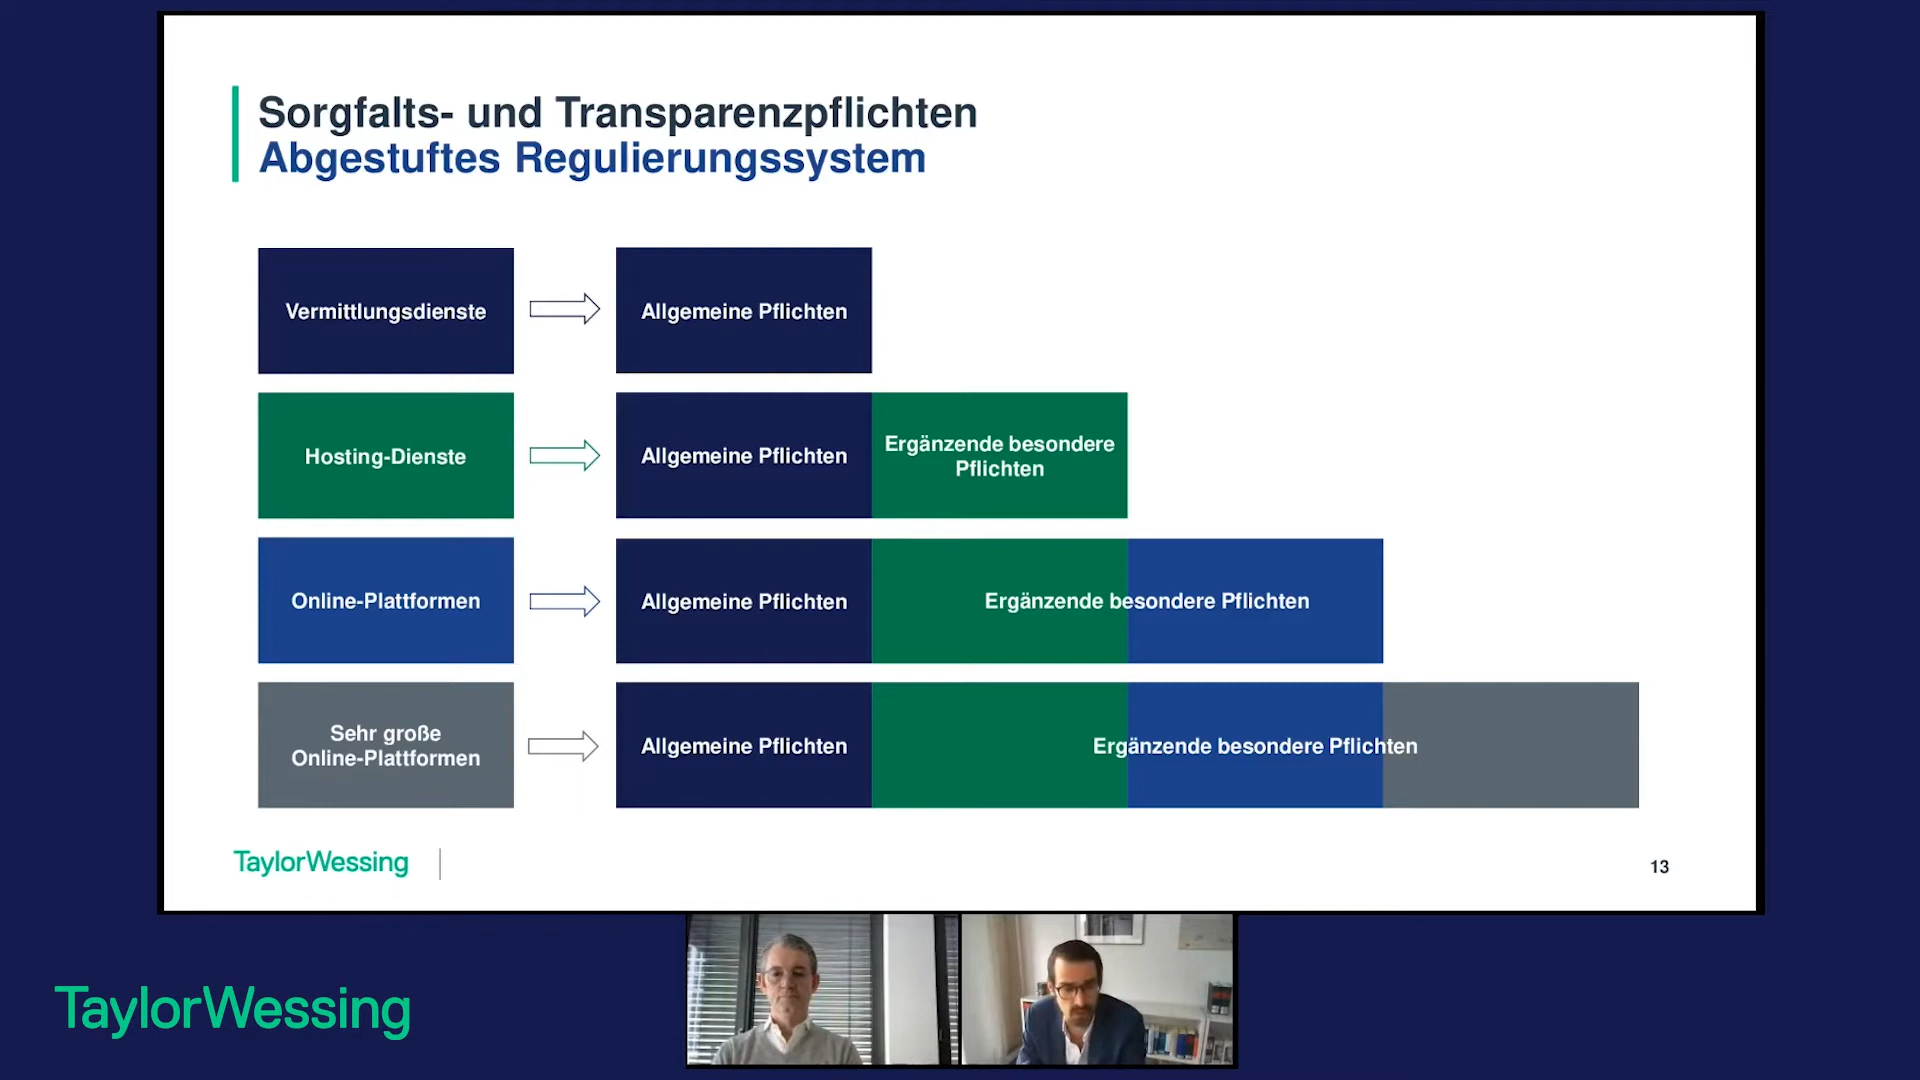 Sorgfalts- und Transparenzpflichten
Abgestuftes Regulierungssystem
Vermittlungsdienste
Allgemeine Pflichten
Hosting-Dienste
Allgemeine Pflichten
Ergänzende besondere
Pflichten
Online-Plattformen
Allgemeine Pflichten
Ergänzende besondere Pflichten
Sehr große
Online-Plattformen
Allgemeine Pflichten
Ergänzende besondere Pflichten
TaylorWessing
13
TaylorWessing